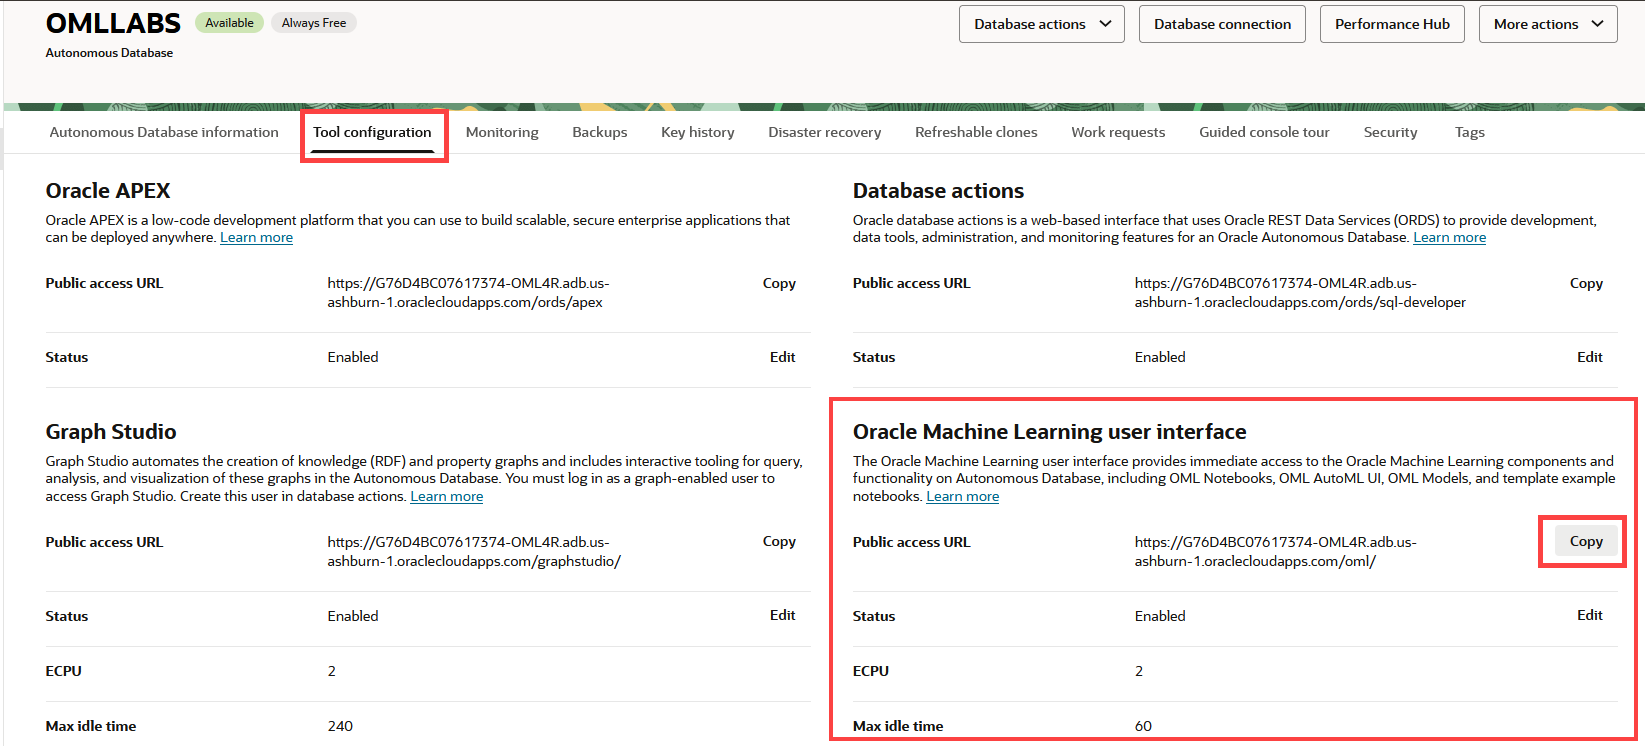 OMLLABS
Available
Always Free
Database actions
Database connection
Performance Hub
More actions
Autonomous Database
Autonomous Database information
Tool configuration
Monitoring
Backups
Key history
Disaster recovery
Refreshable clones
Work requests
Guided console tour
Security
Tags
Oracle APEX
Oracle APEX is a low-code development platform that you can use to build scalable, secure enterprise applications that
can be deployed anywhere. Learn more
Public access URL
https://G76D4BC07617374-OML4R.adb.us-
ashburn-1.oraclecloudapps.com/ords/apex
Copy
Status
Enabled
Edit
Database actions
Oracle database actions is a web-based interface that uses Oracle REST Data Services (ORDS) to provide development,
data tools, administration, and monitoring features for an Oracle Autonomous Database. Learn more
Public access URL
https://G76D4BC07617374-OML4R.adb.us-
ashburn-1.oraclecloudapps.com/ords/sql-developer
Copy
Status
Enabled
Edit
Graph Studio
Graph Studio automates the creation of knowledge (RDF) and property graphs and includes interactive tooling for query,
analysis, and visualization of these graphs in the Autonomous Database. You must log in as a graph-enabled user to
access Graph Studio. Create this user in database actions. Learn more
Public access URL
https://G76D4BC07617374-OML4R.adb.us-
ashburn-1.oraclecloudapps.com/graphstudio/
Copy
Status
Enabled
Edit
ECPU
2
Max idle time
240
Oracle Machine Learning user interface
The Oracle Machine Learning user interface provides immediate access to the Oracle Machine Learning components and
functionality on Autonomous Database, including OML Notebooks, OML AutoML UI, OML Models, and template example
notebooks. Learn more
Public access URL
https://G76D4BC07617374-OML4R.adb.us-
ashburn-1.oraclecloudapps.com/oml/
Copy
Status
Enabled
Edit
ECPU
2
Max idle time
60